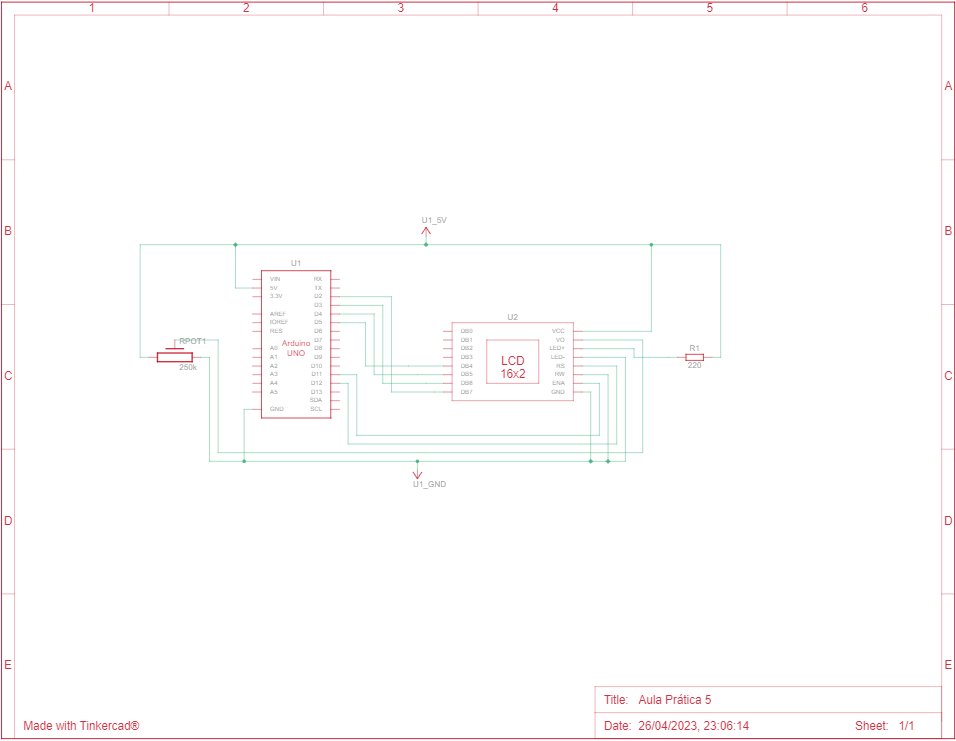 1 2 3 4 5 6
A A
B B
C C
D D
E E
U1_5V
U1
VIN RX
5V TX
3.3V D2
D3
AREF D4
IOREF D5
RES D6
D7
A0 D8
A1 D9
A2 D10
A3 D11
A4 D12
A5 D13
SDA
GND SCL
Arduino
UNO
RPOT1
250k
U2
DB0 VCC
DB1 VO
DB2 LED+
DB3 LED-
DB4 RS
DB5 RW
DB6 ENA
DB7 GND
LCD
16x2
R1
220
U1_GND
Title: Aula Prática 5
Made with Tinkercad®
Date: 26/04/2023, 23:06:14 Sheet: 1/1